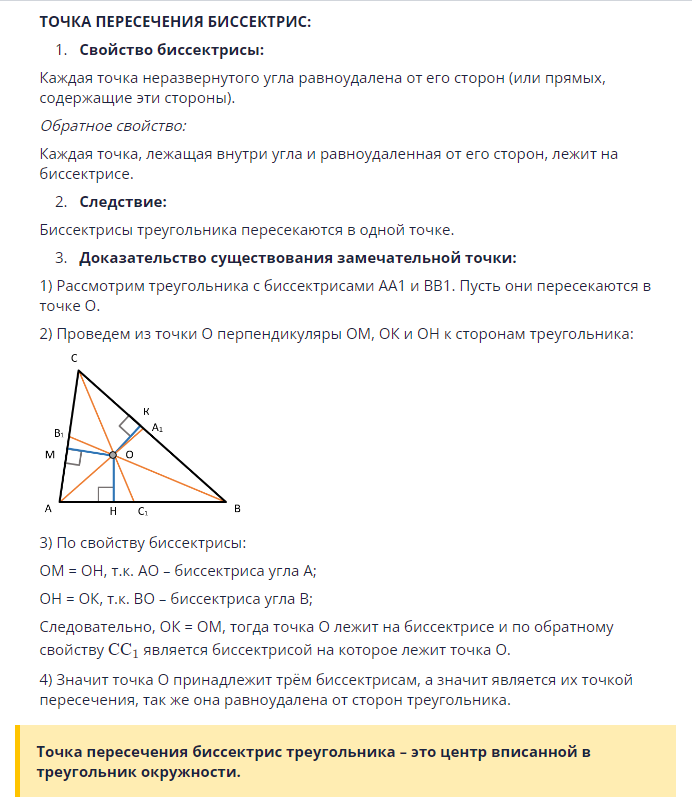 ТОЧКА ПЕРЕСЕЧЕНИЯ БИССЕКТРИС:
1. Свойство биссектрисы:
Каждая точка неразвернутого угла равноудалена от его сторон (или прямых,
содержащие эти стороны).
Обратное свойство:
Каждая точка, лежащая внутри угла и равноудаленная от его сторон, лежит на
биссектрисе.
2. Следствие:
Биссектрисы треугольника пересекаются в одной точке.
3. Доказательство существования замечательной точки:
1) Рассмотрим треугольника с биссектрисами АА1 и ВВ1. Пусть они пересекаются в
точке О.
2) Проведем из точки О перпендикуляры ОМ, ОК и ОН к сторонам треугольника:
С
К
А₁
В₁
М
О
А
Н
С₁
В
3) По свойству биссектрисы:
ОМ = ОН, т.к. АО – биссектриса угла А;
ОН = ОК, т.к. ВО – биссектриса угла В;
Следовательно, ОК = ОМ, тогда точка О лежит на биссектрисе и по обратному
свойству CC₁ является биссектрисой на которое лежит точка О.
4) Значит точка О принадлежит трём биссектрисам, а значит является их точкой
пересечения, так же она равноудалена от сторон треугольника.
Точка пересечения биссектрис треугольника – это центр вписанной в
треугольник окружности.